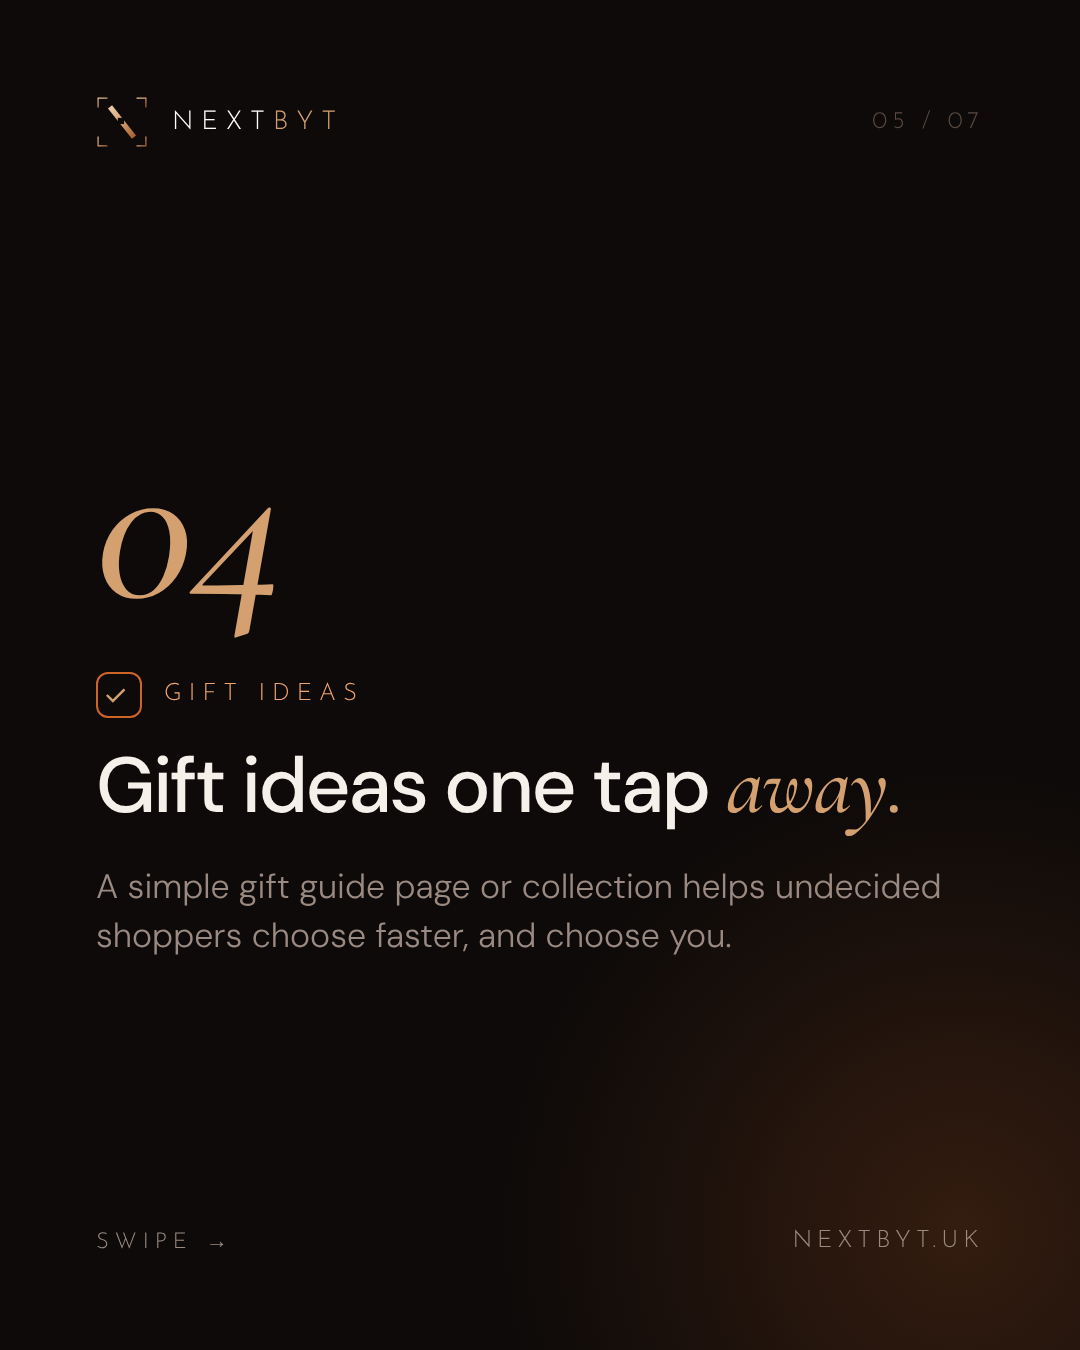 NEXTBYT
05 / 07
04
GIFT IDEAS
Gift ideas one tap away.
A simple gift guide page or collection helps undecided
shoppers choose faster, and choose you.
SWIPE →
NEXTBYT.UK